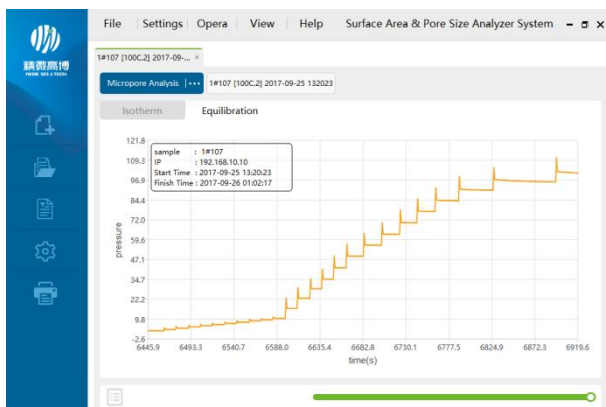 File Settings Opera View Help Surface Area & Pore Size Analyzer System
精微高博
1#107 [100C.2] 2017-09-... ×
Micropore Analysis ... 1#107 [100C.2] 2017-09-25 132023
Isotherm Equilibration
sample : 1#107
IP : 192.168.10.10
Start Time : 2017-09-25 13:20:23
Finish Time : 2017-09-26 01:02:17
121.8
109.3
96.9
84.4
72.0
59.6
47.1
34.7
22.2
9.8
-2.6
pressure
6445.9 6493.3 6540.7 6588.0 6635.4 6682.8 6730.1 6777.5 6824.9 6872.3 6919.6
time(s)